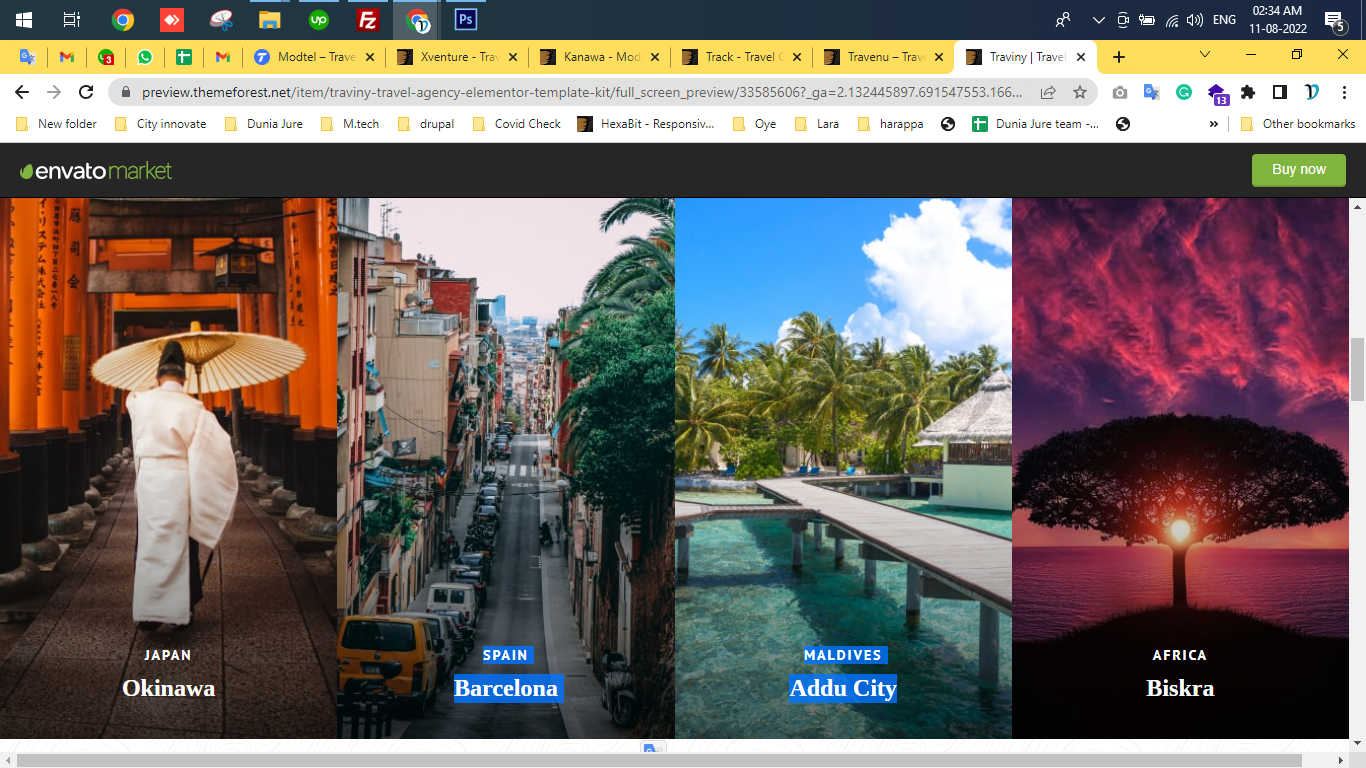 02:34 AM
ENG
11-08-2022
5
3
Modtel – Trave
Xventure - Trav
Kanawa - Mod
Track - Travel C
Travenu – Trave
Traviny | Travel
preview.themeforest.net/item/traviny-travel-agency-elementor-template-kit/full_screen_preview/33585606?_ga=2.132445897.691547553.166...
13
New folder
City innovate
Dunia Jure
M.tech
drupal
Covid Check
HexaBit - Responsiv...
Oye
Lara
harappa
Dunia Jure team -...
»
Other bookmarks
envato market
Buy now
JAPAN
Okinawa
SPAIN
Barcelona
MALDIVES
Addu City
AFRICA
Biskra